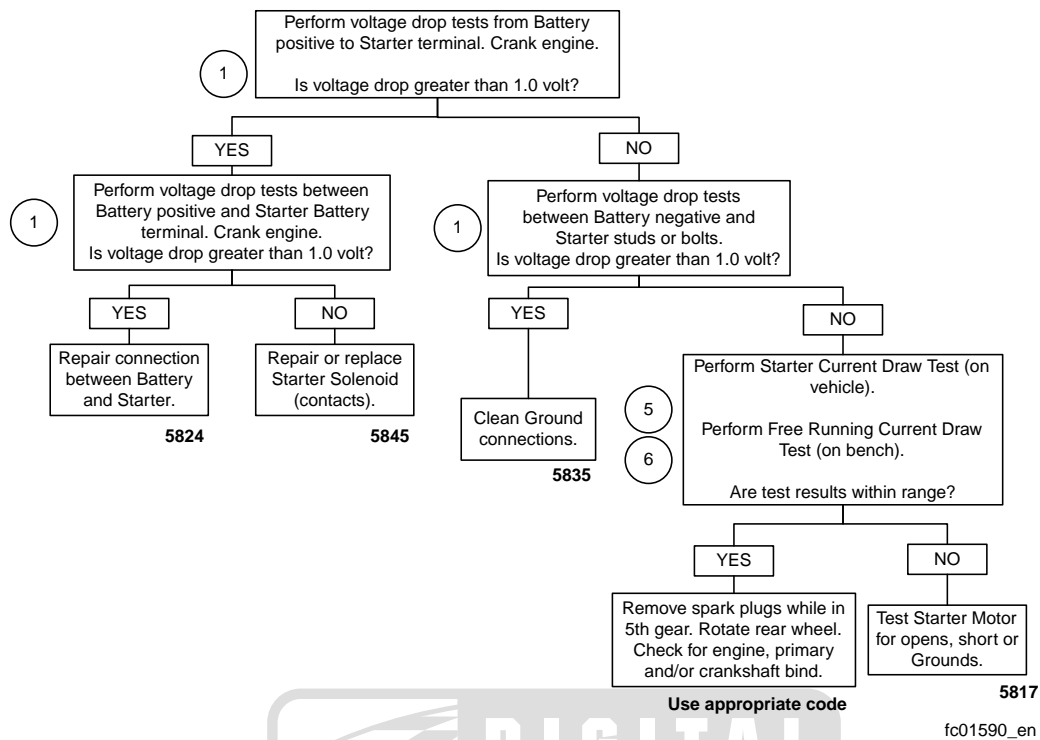 Perform voltage drop tests from Battery
positive to Starter terminal. Crank engine.
Is voltage drop greater than 1.0 volt?
1
YES
NO
Perform voltage drop tests between
Battery positive and Starter Battery
terminal. Crank engine.
Is voltage drop greater than 1.0 volt?
1
Perform voltage drop tests
between Battery negative and
Starter studs or bolts.
Is voltage drop greater than 1.0 volt?
1
YES
NO
YES
NO
Repair connection
between Battery
and Starter.
5824
Repair or replace
Starter Solenoid
(contacts).
5845
Clean Ground
connections.
5835
Perform Starter Current Draw Test (on
vehicle).
Perform Free Running Current Draw
Test (on bench).
Are test results within range?
5
6
YES
NO
Remove spark plugs while in
5th gear. Rotate rear wheel.
Check for engine, primary
and/or crankshaft bind.
Use appropriate code
Test Starter Motor
for opens, short or
Grounds.
5817
fc01590_en
DIGITAL